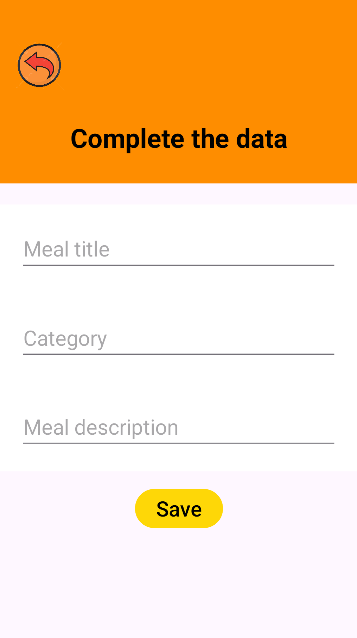 Complete the data
Meal title
Category
Meal description
Save